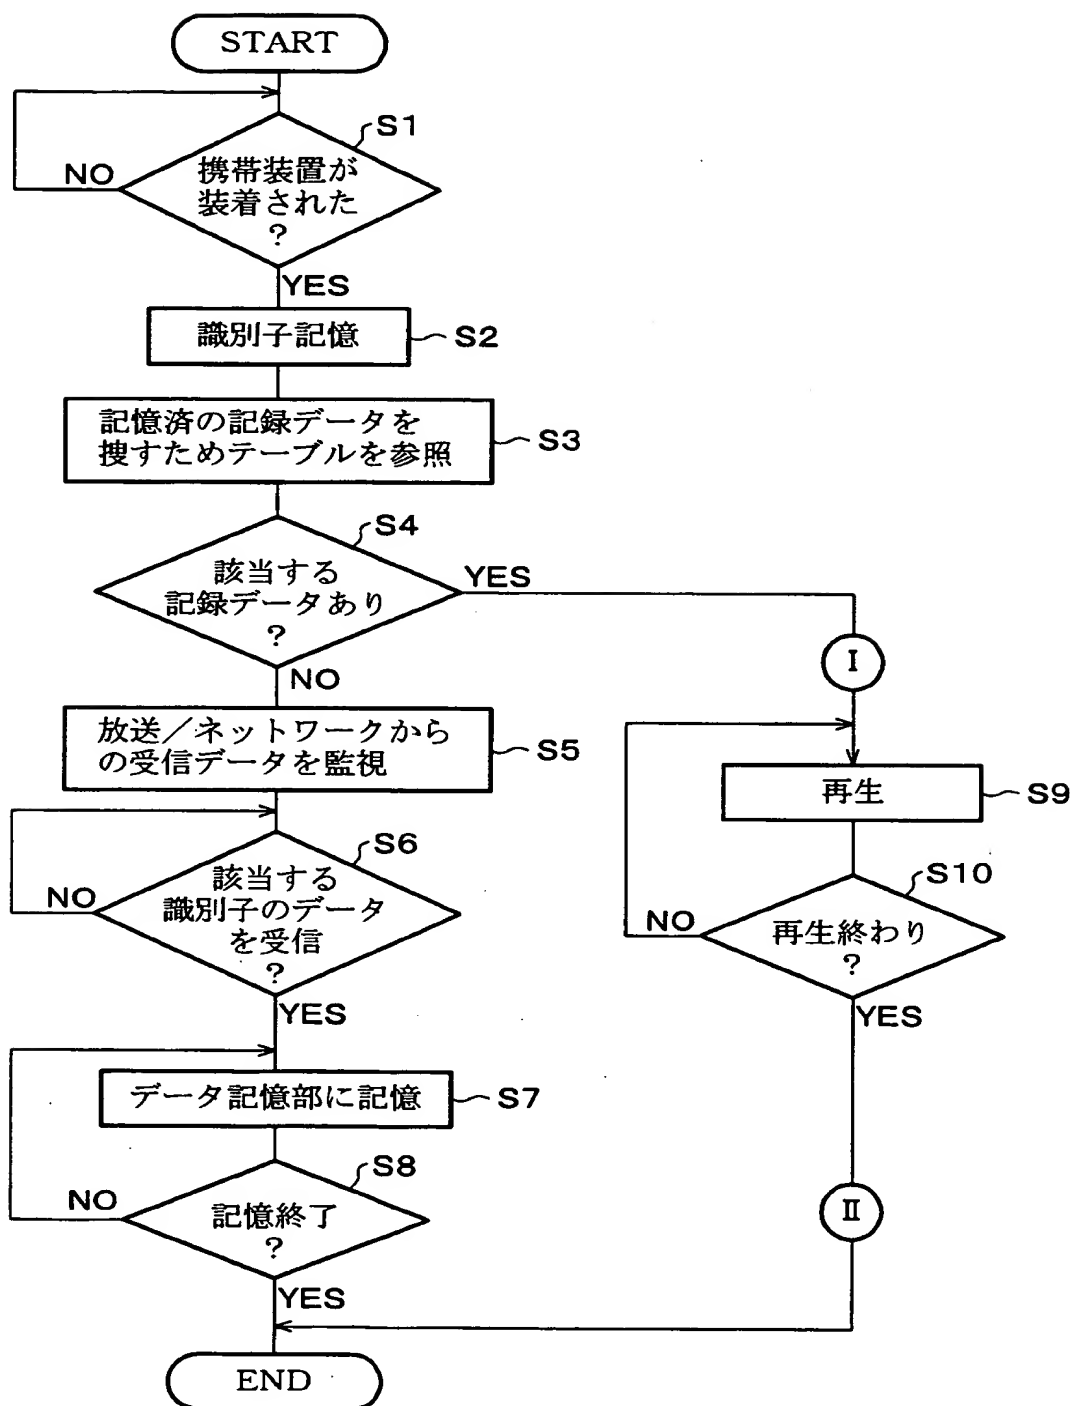 START
S1
NO
携帯装置が
装着された
?
YES
識別子記憶
S2
記憶済の記録データを
捜すためテーブルを参照
S3
S4
該当する
記録データあり
?
YES
NO
I
放送/ネットワークから
の受信データを監視
S5
再生
S9
S6
該当する
識別子のデータ
を受信
?
NO
YES
S10
再生終わり
?
NO
YES
データ記憶部に記憶
S7
S8
記憶終了
?
NO
YES
II
END